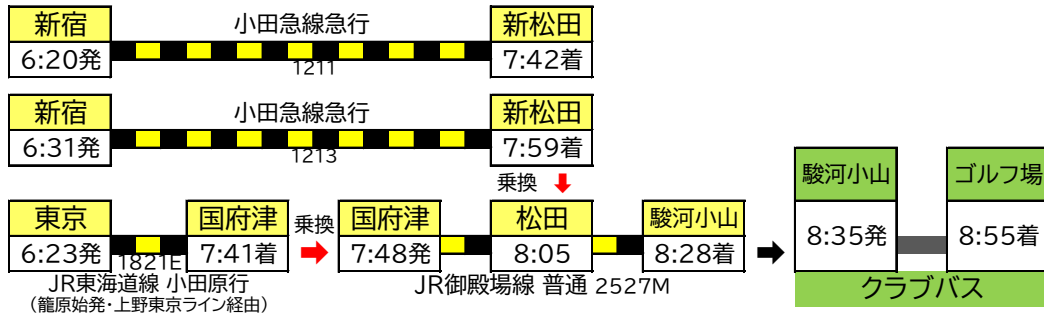 新宿 小田急線急行 新松田
6:20発 1211 7:42着
新宿 小田急線急行 新松田
6:31発 1213 7:59着
乗換
東京 国府津 乗換 国府津 松田 駿河小山
6:23発 1821E 7:41着 7:48発 8:05 8:28着
JR東海道線 小田原行
(籠原始発・上野東京ライン経由)
JR御殿場線 普通 2527M
駿河小山 ゴルフ場
8:35発 8:55着
クラブバス